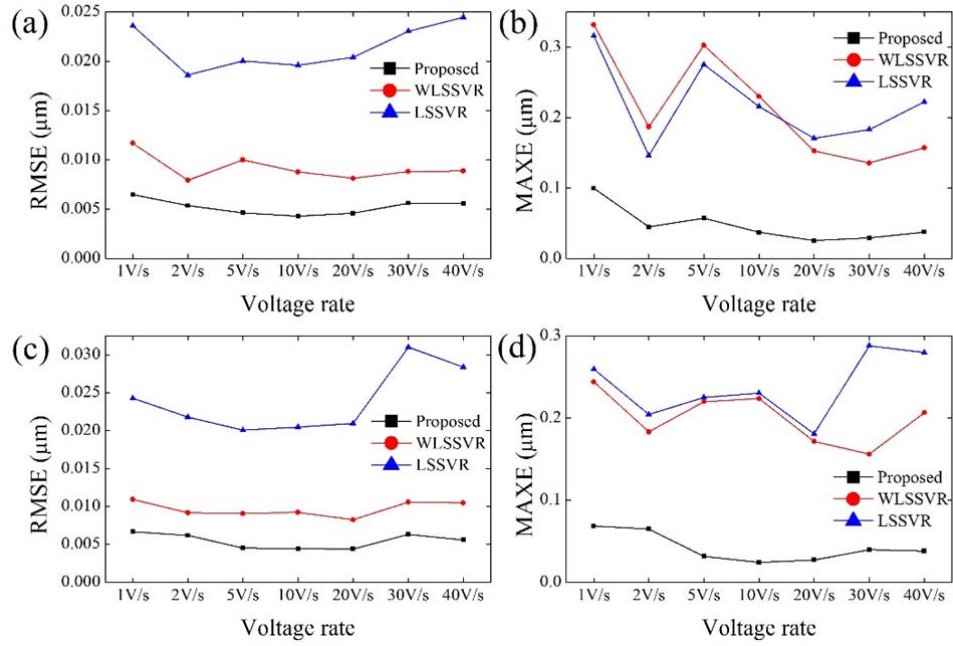 (a)
RMSE (μm)
0.025
0.020
0.015
0.010
0.005
0.000
Proposed
WLSSVR
LSSVR
1V/s 2V/s 5V/s 10V/s 20V/s 30V/s 40V/s
Voltage rate
(b)
MAXE (μm)
0.3
0.2
0.1
0.0
Proposed
WLSSVR
LSSVR
1V/s 2V/s 5V/s 10V/s 20V/s 30V/s 40V/s
Voltage rate
(c)
RMSE (μm)
0.030
0.025
0.020
0.015
0.010
0.005
0.000
Proposed
WLSSVR
LSSVR
1V/s 2V/s 5V/s 10V/s 20V/s 30V/s 40V/s
Voltage rate
(d)
MAXE (μm)
0.3
0.2
0.1
0.0
Proposed
WLSSVR
LSSVR
1V/s 2V/s 5V/s 10V/s 20V/s 30V/s 40V/s
Voltage rate